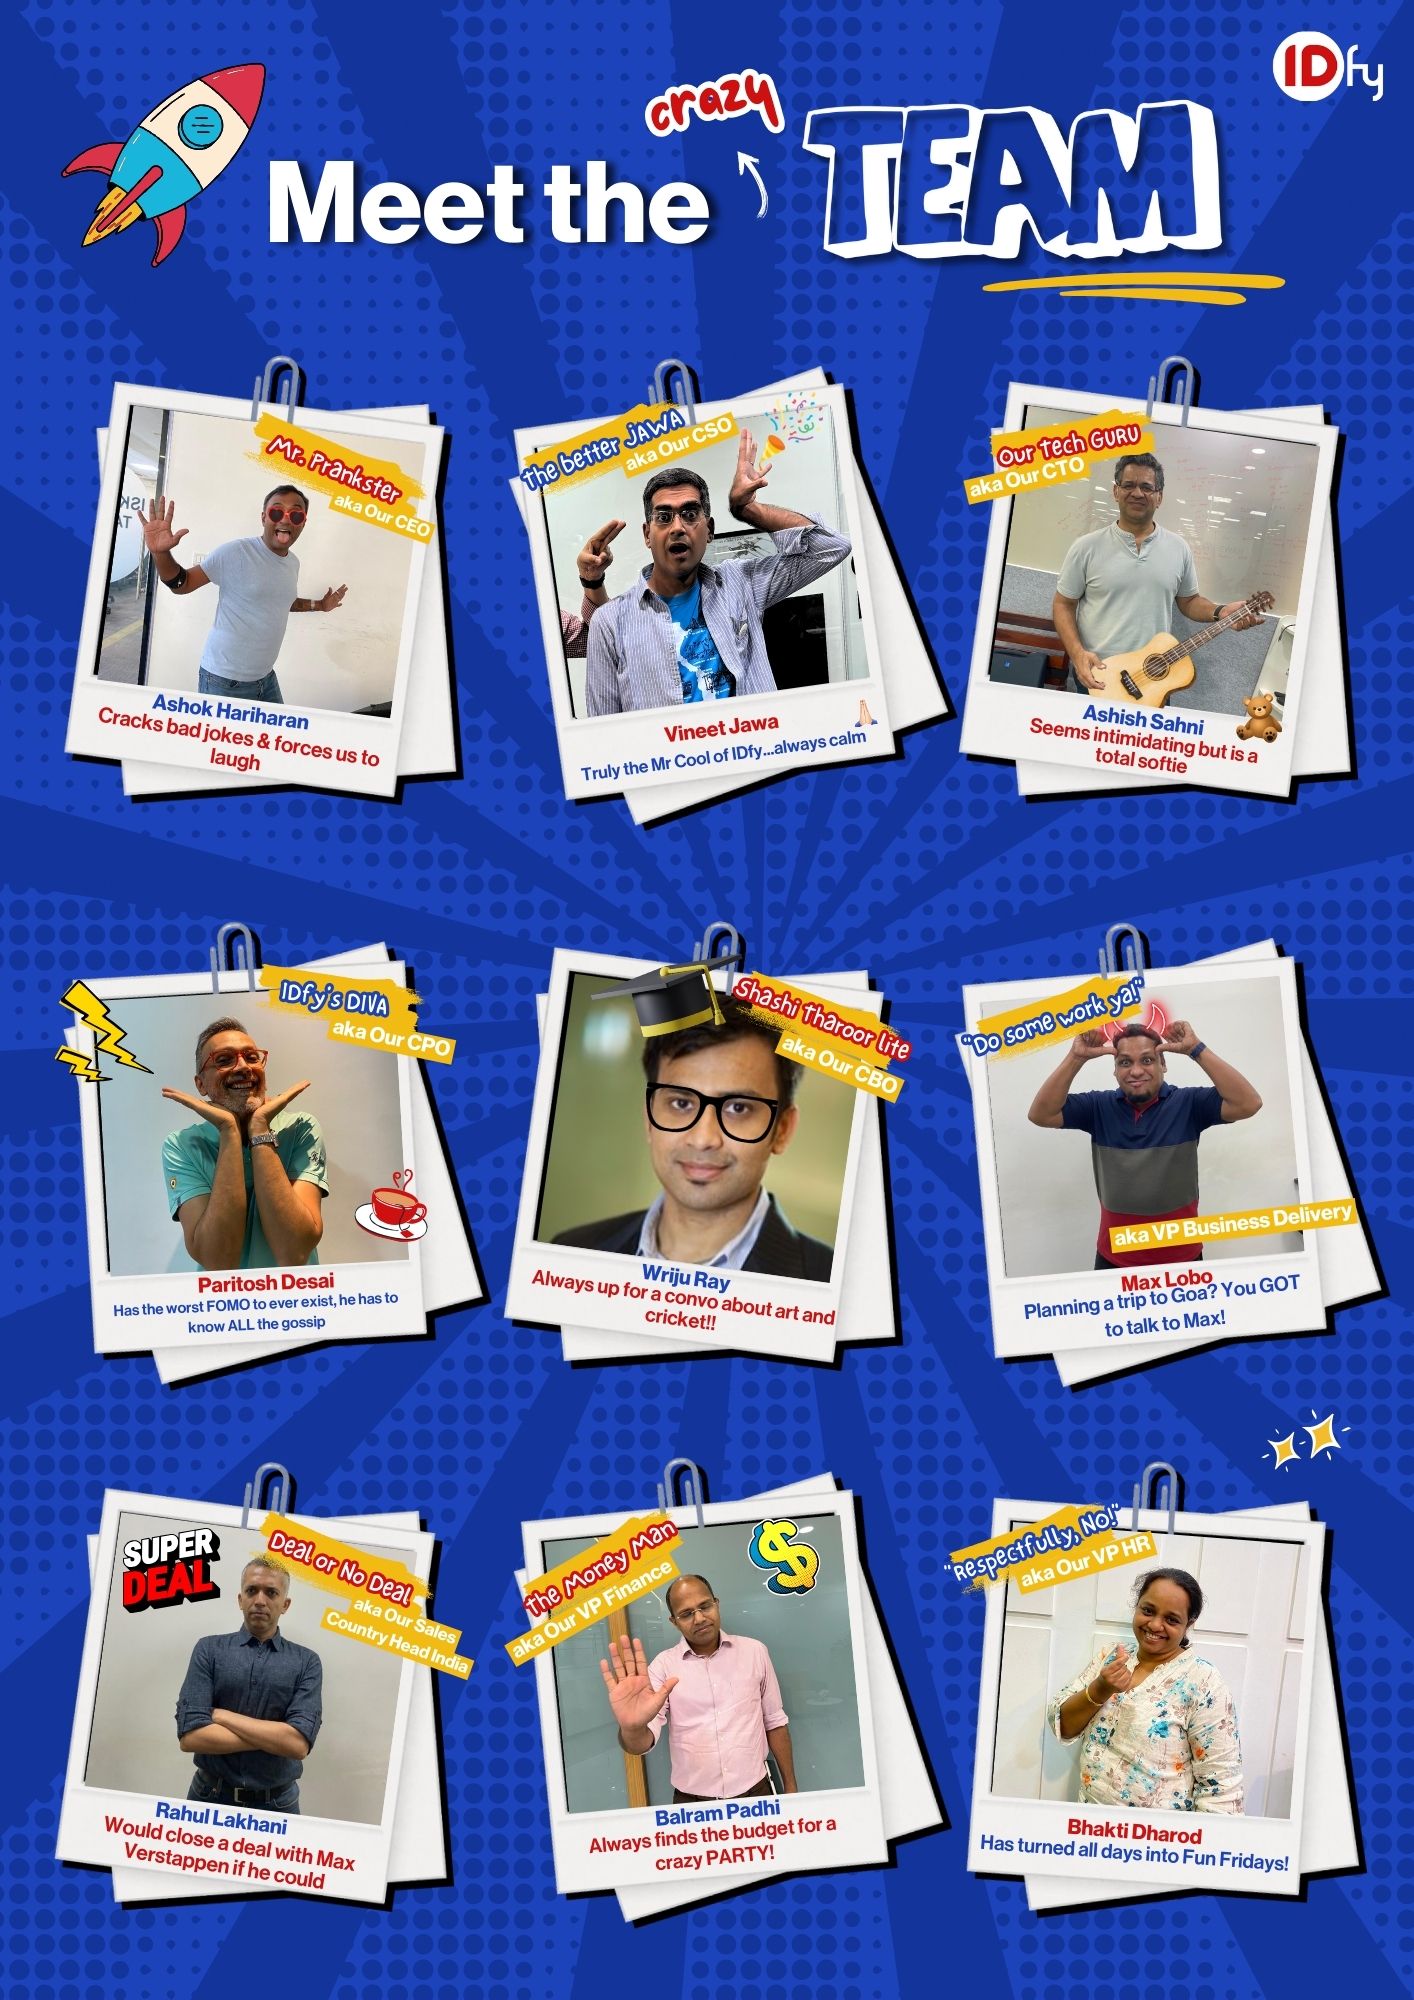 IDfy
crazy
Meet the TEAM
Mr. Prankster
aka Our CEO
Ashok Hariharan
Cracks bad jokes & forces us to
laugh
the better JAWA
aka Our CSO
Vineet Jawa
Truly the Mr Cool of IDfy...always calm
Our Tech GURU
aka Our CTO
Ashish Sahni
Seems intimidating but is a
total softie
IDfy's DIVA
aka Our CPO
Paritosh Desai
Has the worst FOMO to ever exist, he has to
know ALL the gossip
Shashi tharoor lite
aka Our CBO
Wriju Ray
Always up for a convo about art and
cricket!!
"Do some work ya!"
aka VP Business Delivery
Max Lobo
Planning a trip to Goa? You GOT
to talk to Max!
SUPER
DEAL
Deal or No Deal
aka Our Sales
Country Head India
Rahul Lakhani
Would close a deal with Max
Verstappen if he could
the Money Man
aka Our VP Finance
$
Balram Padhi
Always finds the budget for a
crazy PARTY!
"Respectfully, NO!"
aka Our VP HR
Bhakti Dharod
Has turned all days into Fun Fridays!